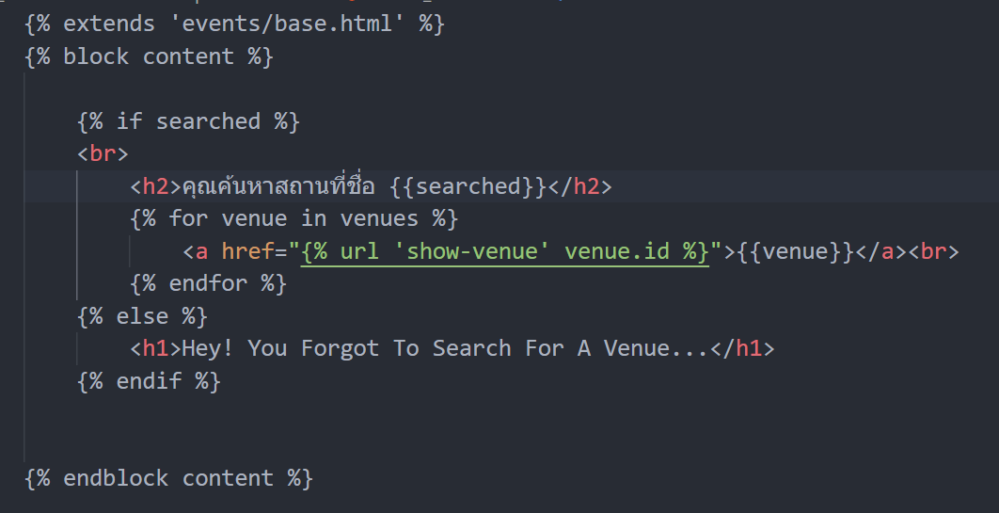 {% extends 'events/base.html' %}
{% block content %}
{% if searched %}
<br>
<h2>คุณค้นหาสถานที่ชื่อ {{searched}}</h2>
{% for venue in venues %}
<a href="{% url 'show-venue' venue.id %}">{{venue}}</a><br>
{% endfor %}
{% else %}
<h1>Hey! You Forgot To Search For A Venue...</h1>
{% endif %}
{% endblock content %}